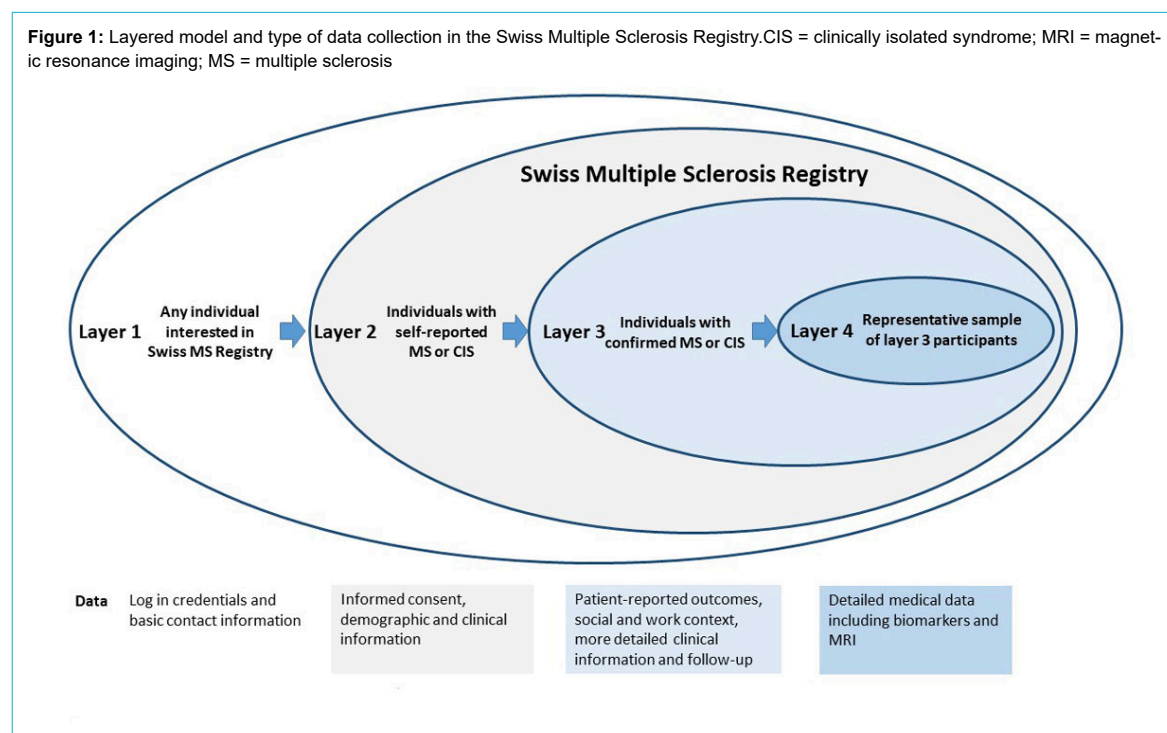 Figure 1: Layered model and type of data collection in the Swiss Multiple Sclerosis Registry.CIS = clinically isolated syndrome; MRI = magnet-
ic resonance imaging; MS = multiple sclerosis
Swiss Multiple Sclerosis Registry
Layer 1
Any individual
interested in
Swiss MS Registry
Layer 2
Individuals with
self-reported
MS or CIS
Layer 3
Individuals with
confirmed MS or CIS
Layer 4
Representative sample
of layer 3 participants
Data
Log in credentials and
basic contact information
Informed consent,
demographic and clinical
information
Patient-reported outcomes,
social and work context,
more detailed clinical
information and follow-up
Detailed medical data
including biomarkers and
MRI